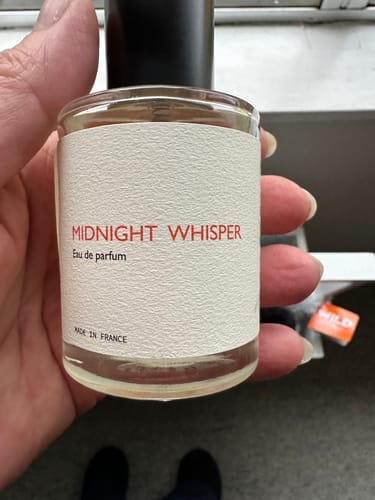 MIDNIGHT WHISPER
Eau de parfum
MADE IN FRANCE
WILD